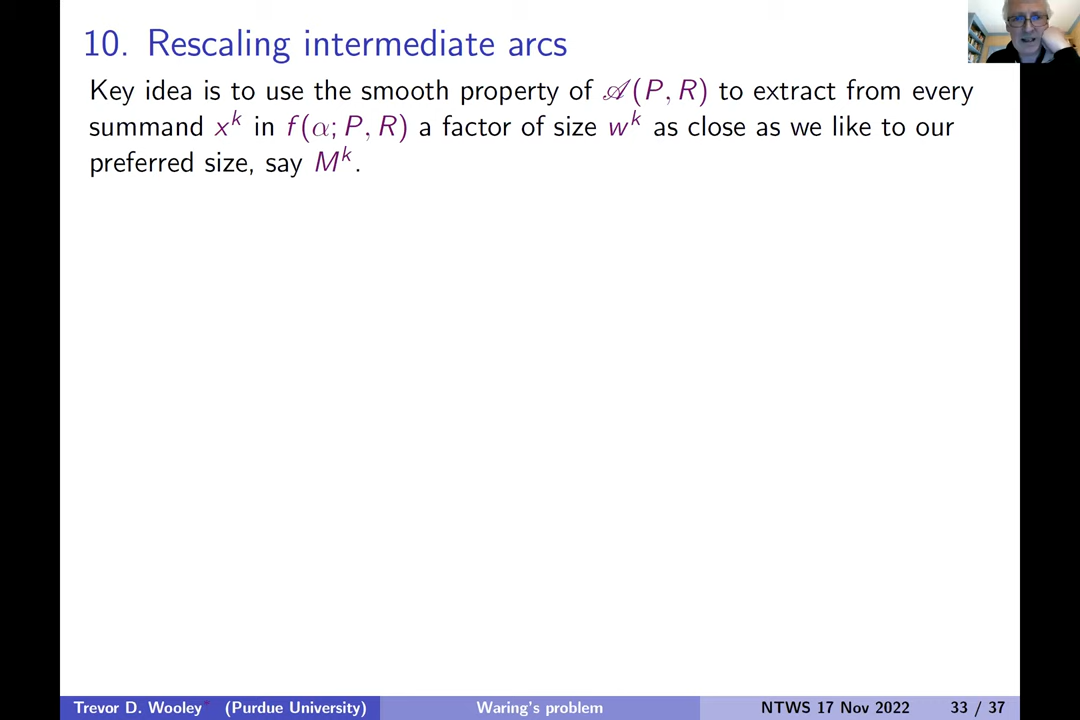 10. Rescaling intermediate arcs
Key idea is to use the smooth property of 𝒜(P, R) to extract from every
summand x^k in f(α; P, R) a factor of size w^k as close as we like to our
preferred size, say M^k.
Trevor D. Wooley* (Purdue University) Waring's problem NTWS 17 Nov 2022 33 / 37